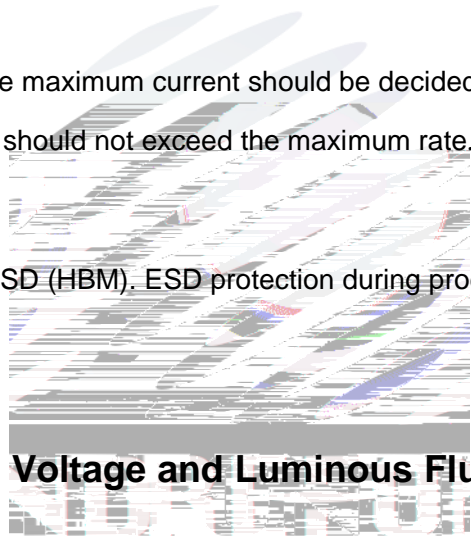 e maximum current should be decided
should not exceed the maximum rate.
SD (HBM). ESD protection during pro
Voltage and Luminous Flu